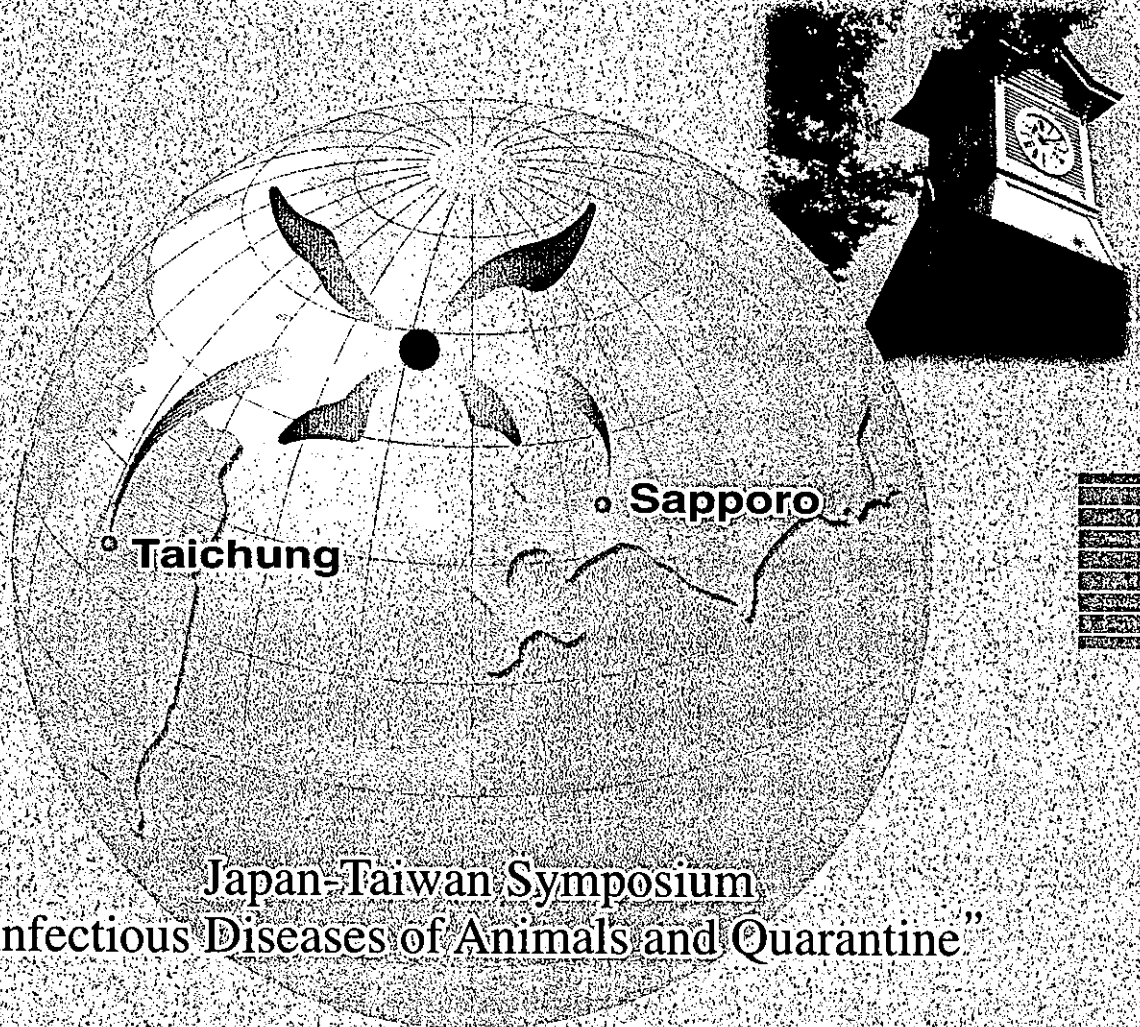 Sapporo
Taichung
Japan-Taiwan Symposium
nfectious Diseases of Animals and Quarantine”